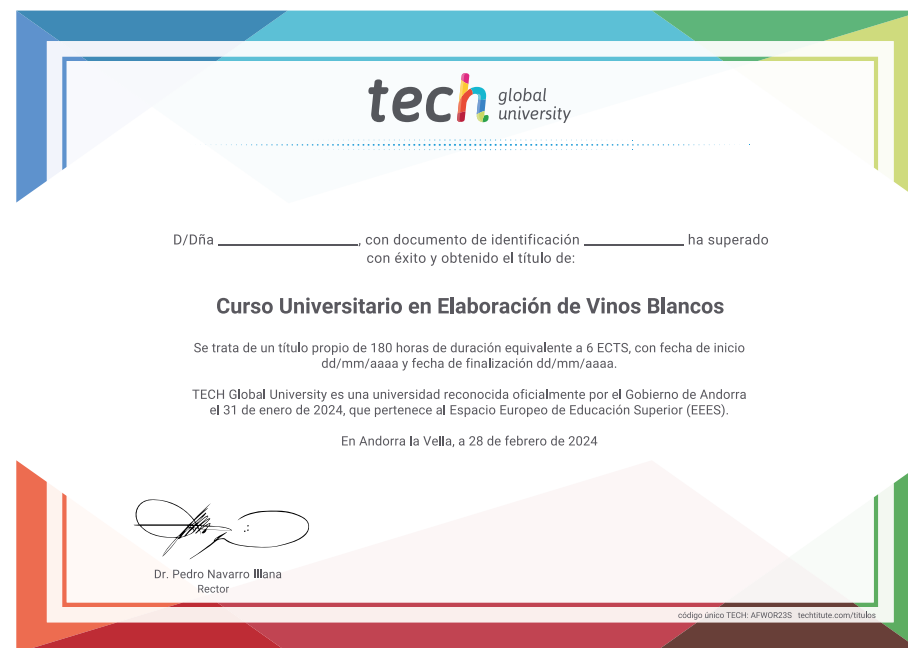 tech global
university
D/Dña ____________________, con documento de identificación ______________ ha superado
con éxito y obtenido el título de:
Curso Universitario en Elaboración de Vinos Blancos
Se trata de un título propio de 180 horas de duración equivalente a 6 ECTS, con fecha de inicio
dd/mm/aaaa y fecha de finalización dd/mm/aaaa.
TECH Global University es una universidad reconocida oficialmente por el Gobierno de Andorra
el 31 de enero de 2024, que pertenece al Espacio Europeo de Educación Superior (EEES).
En Andorra la Vella, a 28 de febrero de 2024
Dr. Pedro Navarro Illana
Rector
código único TECH: AFWOR23S techtitute.com/titulos